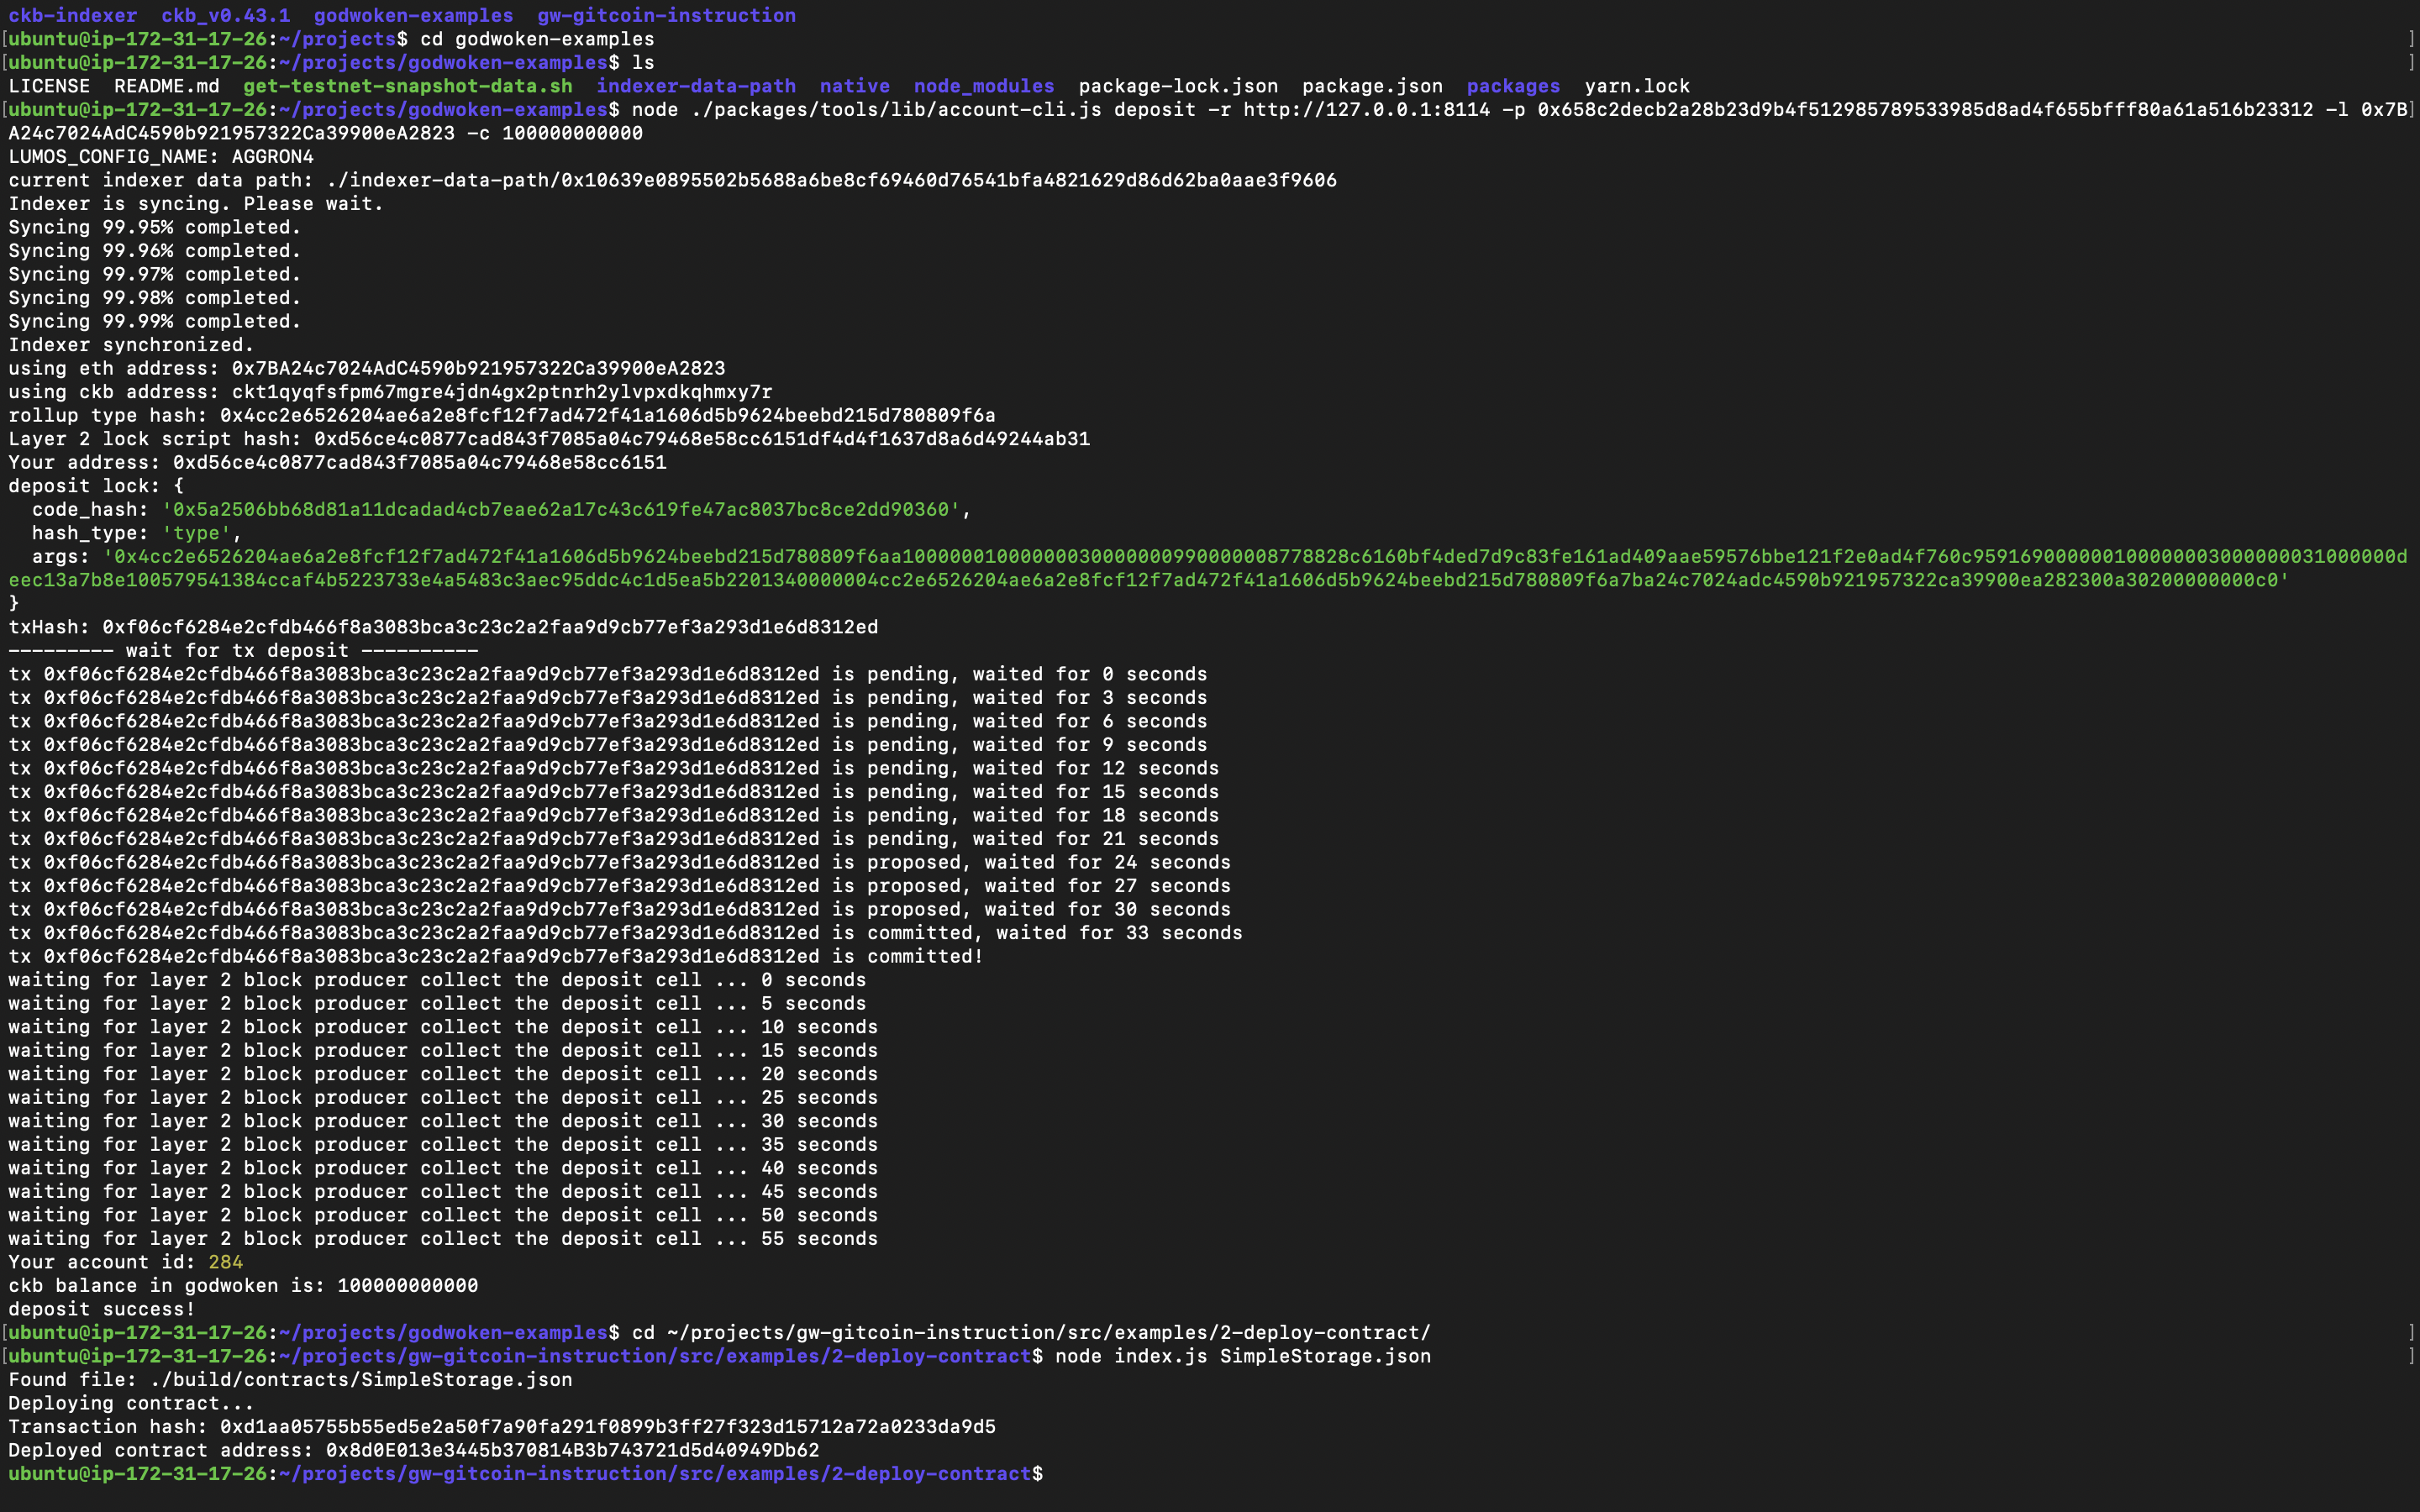 ckb-indexer  ckb_v0.43.1  godwoken-examples  gw-gitcoin-instruction
[ubuntu@ip-172-31-17-26:~/projects$ cd godwoken-examples ]
[ubuntu@ip-172-31-17-26:~/projects/godwoken-examples$ ls ]
LICENSE  README.md  get-testnet-snapshot-data.sh  indexer-data-path  native  node_modules  package-lock.json  package.json  packages  yarn.lock
[ubuntu@ip-172-31-17-26:~/projects/godwoken-examples$ node ./packages/tools/lib/account-cli.js deposit -r http://127.0.0.1:8114 -p 0x658c2decb2a28b23d9b4f512985789533985d8ad4f655bfff80a61a516b23312 -l 0x7B]
A24c7024AdC4590b921957322Ca39900eA2823 -c 100000000000
LUMOS_CONFIG_NAME: AGGRON4
current indexer data path: ./indexer-data-path/0x10639e0895502b5688a6be8cf69460d76541bfa4821629d86d62ba0aae3f9606
Indexer is syncing. Please wait.
Syncing 99.95% completed.
Syncing 99.96% completed.
Syncing 99.97% completed.
Syncing 99.98% completed.
Syncing 99.99% completed.
Indexer synchronized.
using eth address: 0x7BA24c7024AdC4590b921957322Ca39900eA2823
using ckb address: ckt1qyqfsfpm67mgre4jdn4gx2ptnrh2ylvpxdkqhmxy7r
rollup type hash: 0x4cc2e6526204ae6a2e8fcf12f7ad472f41a1606d5b9624beebd215d780809f6a
Layer 2 lock script hash: 0xd56ce4c0877cad843f7085a04c79468e58cc6151df4d4f1637d8a6d49244ab31
Your address: 0xd56ce4c0877cad843f7085a04c79468e58cc6151
deposit lock: {
  code_hash: '0x5a2506bb68d81a11dcadad4cb7eae62a17c43c619fe47ac8037bc8ce2dd90360',
  hash_type: 'type',
  args: '0x4cc2e6526204ae6a2e8fcf12f7ad472f41a1606d5b9624beebd215d780809f6aa10000001000000030000000990000008778828c6160bf4ded7d9c83fe161ad409aae59576bbe121f2e0ad4f760c959169000000100000003000000031000000d
eec13a7b8e100579541384ccaf4b5223733e4a5483c3aec95ddc4c1d5ea5b2201340000004cc2e6526204ae6a2e8fcf12f7ad472f41a1606d5b9624beebd215d780809f6a7ba24c7024adc4590b921957322ca39900ea282300a30200000000c0'
}
txHash: 0xf06cf6284e2cfdb466f8a3083bca3c23c2a2faa9d9cb77ef3a293d1e6d8312ed
--------- wait for tx deposit ----------
tx 0xf06cf6284e2cfdb466f8a3083bca3c23c2a2faa9d9cb77ef3a293d1e6d8312ed is pending, waited for 0 seconds
tx 0xf06cf6284e2cfdb466f8a3083bca3c23c2a2faa9d9cb77ef3a293d1e6d8312ed is pending, waited for 3 seconds
tx 0xf06cf6284e2cfdb466f8a3083bca3c23c2a2faa9d9cb77ef3a293d1e6d8312ed is pending, waited for 6 seconds
tx 0xf06cf6284e2cfdb466f8a3083bca3c23c2a2faa9d9cb77ef3a293d1e6d8312ed is pending, waited for 9 seconds
tx 0xf06cf6284e2cfdb466f8a3083bca3c23c2a2faa9d9cb77ef3a293d1e6d8312ed is pending, waited for 12 seconds
tx 0xf06cf6284e2cfdb466f8a3083bca3c23c2a2faa9d9cb77ef3a293d1e6d8312ed is pending, waited for 15 seconds
tx 0xf06cf6284e2cfdb466f8a3083bca3c23c2a2faa9d9cb77ef3a293d1e6d8312ed is pending, waited for 18 seconds
tx 0xf06cf6284e2cfdb466f8a3083bca3c23c2a2faa9d9cb77ef3a293d1e6d8312ed is pending, waited for 21 seconds
tx 0xf06cf6284e2cfdb466f8a3083bca3c23c2a2faa9d9cb77ef3a293d1e6d8312ed is proposed, waited for 24 seconds
tx 0xf06cf6284e2cfdb466f8a3083bca3c23c2a2faa9d9cb77ef3a293d1e6d8312ed is proposed, waited for 27 seconds
tx 0xf06cf6284e2cfdb466f8a3083bca3c23c2a2faa9d9cb77ef3a293d1e6d8312ed is proposed, waited for 30 seconds
tx 0xf06cf6284e2cfdb466f8a3083bca3c23c2a2faa9d9cb77ef3a293d1e6d8312ed is committed, waited for 33 seconds
tx 0xf06cf6284e2cfdb466f8a3083bca3c23c2a2faa9d9cb77ef3a293d1e6d8312ed is committed!
waiting for layer 2 block producer collect the deposit cell ... 0 seconds
waiting for layer 2 block producer collect the deposit cell ... 5 seconds
waiting for layer 2 block producer collect the deposit cell ... 10 seconds
waiting for layer 2 block producer collect the deposit cell ... 15 seconds
waiting for layer 2 block producer collect the deposit cell ... 20 seconds
waiting for layer 2 block producer collect the deposit cell ... 25 seconds
waiting for layer 2 block producer collect the deposit cell ... 30 seconds
waiting for layer 2 block producer collect the deposit cell ... 35 seconds
waiting for layer 2 block producer collect the deposit cell ... 40 seconds
waiting for layer 2 block producer collect the deposit cell ... 45 seconds
waiting for layer 2 block producer collect the deposit cell ... 50 seconds
waiting for layer 2 block producer collect the deposit cell ... 55 seconds
Your account id: 284
ckb balance in godwoken is: 100000000000
deposit success!
[ubuntu@ip-172-31-17-26:~/projects/godwoken-examples$ cd ~/projects/gw-gitcoin-instruction/src/examples/2-deploy-contract/ ]
[ubuntu@ip-172-31-17-26:~/projects/gw-gitcoin-instruction/src/examples/2-deploy-contract$ node index.js SimpleStorage.json ]
Found file: ./build/contracts/SimpleStorage.json
Deploying contract...
Transaction hash: 0xd1aa05755b55ed5e2a50f7a90fa291f0899b3ff27f323d15712a72a0233da9d5
Deployed contract address: 0x8d0E013e3445b370814B3b743721d5d40949Db62
ubuntu@ip-172-31-17-26:~/projects/gw-gitcoin-instruction/src/examples/2-deploy-contract$